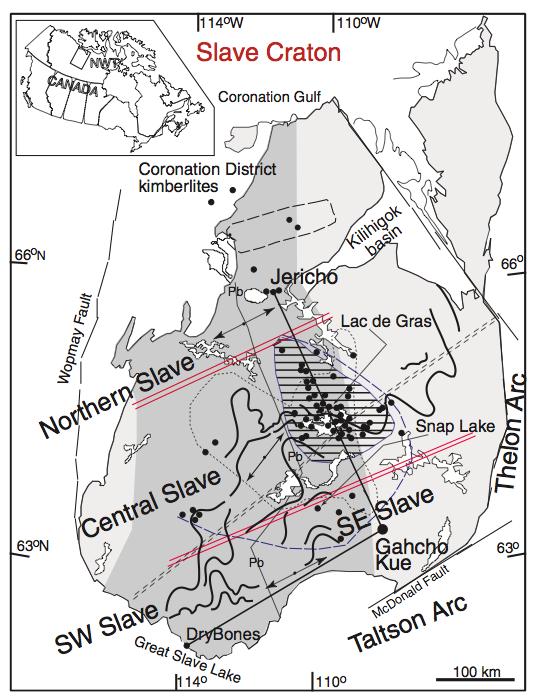 114°W
110°W
Slave Craton
NWT
CANADA
Coronation Gulf
Coronation District
kimberlites
Kilihigok
basin
66°N
66°
Jericho
Pb
Lac de Gras
Wopmay Fault
Northern Slave
Thelon Arc
Snap Lake
Pb
Central Slave
SE Slave
63°N
63°
Gahcho
Kue
Pb
McDonald Fault
SW Slave
Taltson Arc
DryBones
Great Slave Lake
100 km
114°
110°